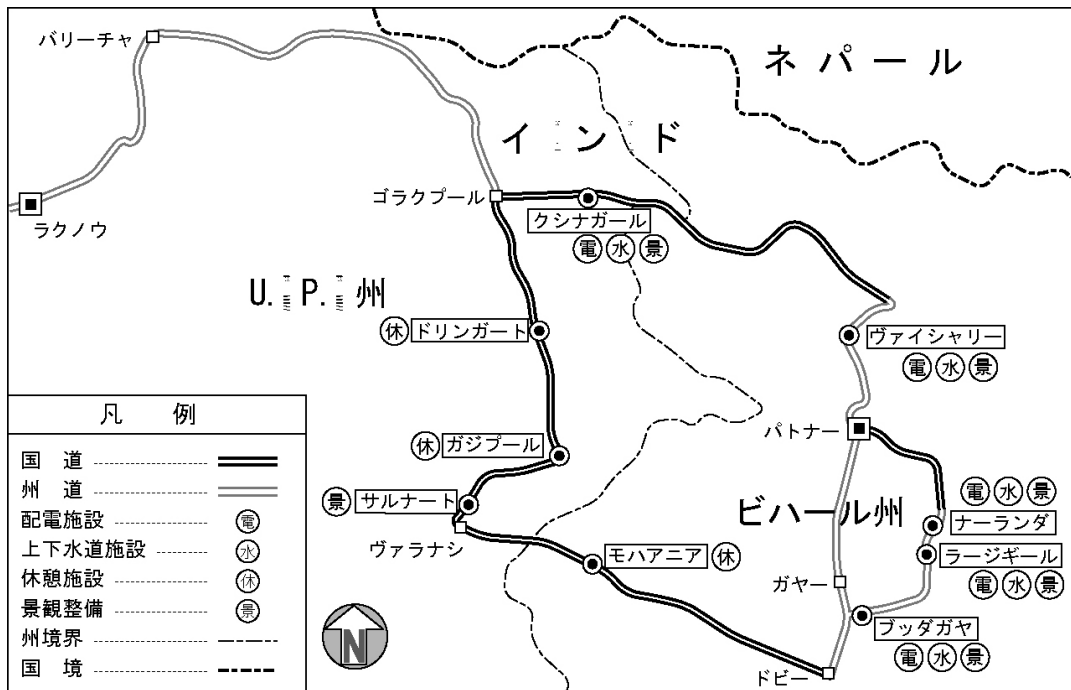 バリーチャ
ネパール
インド
ゴラクプール
ラクノウ
クシナガール
電 水 景
U.P.州
休 ドリンガート
ヴァイシャリー
電 水 景
凡 例
パトナー
休 ガジプール
国 道
州 道
電 水 景
景 サルナート
ビハール州
ナーランダ
配電施設 電
ヴァラナシ
上下水道施設 水
モハアニア 休
ラージギール
休憩施設 休
ガヤー
電 水 景
景観整備 景
ブッダガヤ
州境界
N
電 水 景
国 境
ドビー